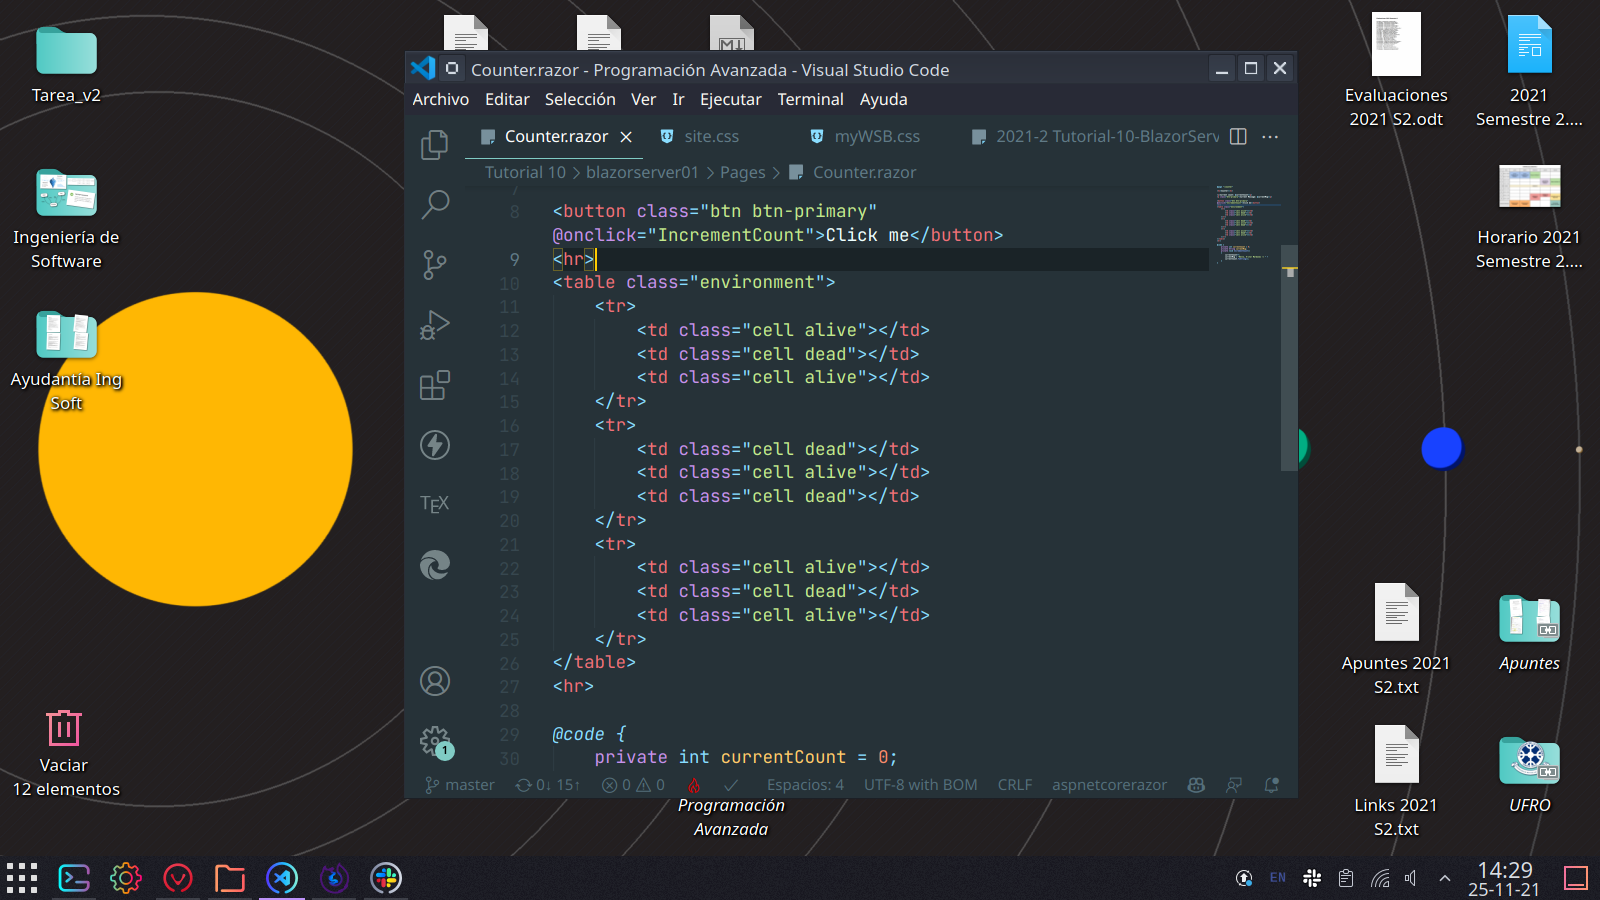 Tarea_v2
Ingeniería de
Software
Ayudantía Ing
Soft
Vaciar
12 elementos
Counter.razor - Programación Avanzada - Visual Studio Code
Archivo Editar Selección Ver Ir Ejecutar Terminal Ayuda
Counter.razor site.css myWSB.css 2021-2 Tutorial-10-BlazorServ
Tutorial 10 > blazorserver01 > Pages > Counter.razor
8 <button class="btn btn-primary"
@onclick="IncrementCount">Click me</button>
9 <hr>
10 <table class="environment">
11 <tr>
12 <td class="cell alive"></td>
13 <td class="cell dead"></td>
14 <td class="cell alive"></td>
15 </tr>
16 <tr>
17 <td class="cell dead"></td>
18 <td class="cell alive"></td>
19 <td class="cell dead"></td>
20 </tr>
21 <tr>
22 <td class="cell alive"></td>
23 <td class="cell dead"></td>
24 <td class="cell alive"></td>
25 </tr>
26 </table>
27 <hr>
28
29 @code {
30 private int currentCount = 0;
TEX
1
master 0↓ 15↑ 0 0 Espacios: 4 UTF-8 with BOM CRLF aspnetcorerazor
Programación
Avanzada
Evaluaciones
2021 S2.odt
2021
Semestre 2....
Horario 2021
Semestre 2....
Apuntes 2021
S2.txt
Apuntes
Links 2021
S2.txt
UFRO
EN
14:29
25-11-21